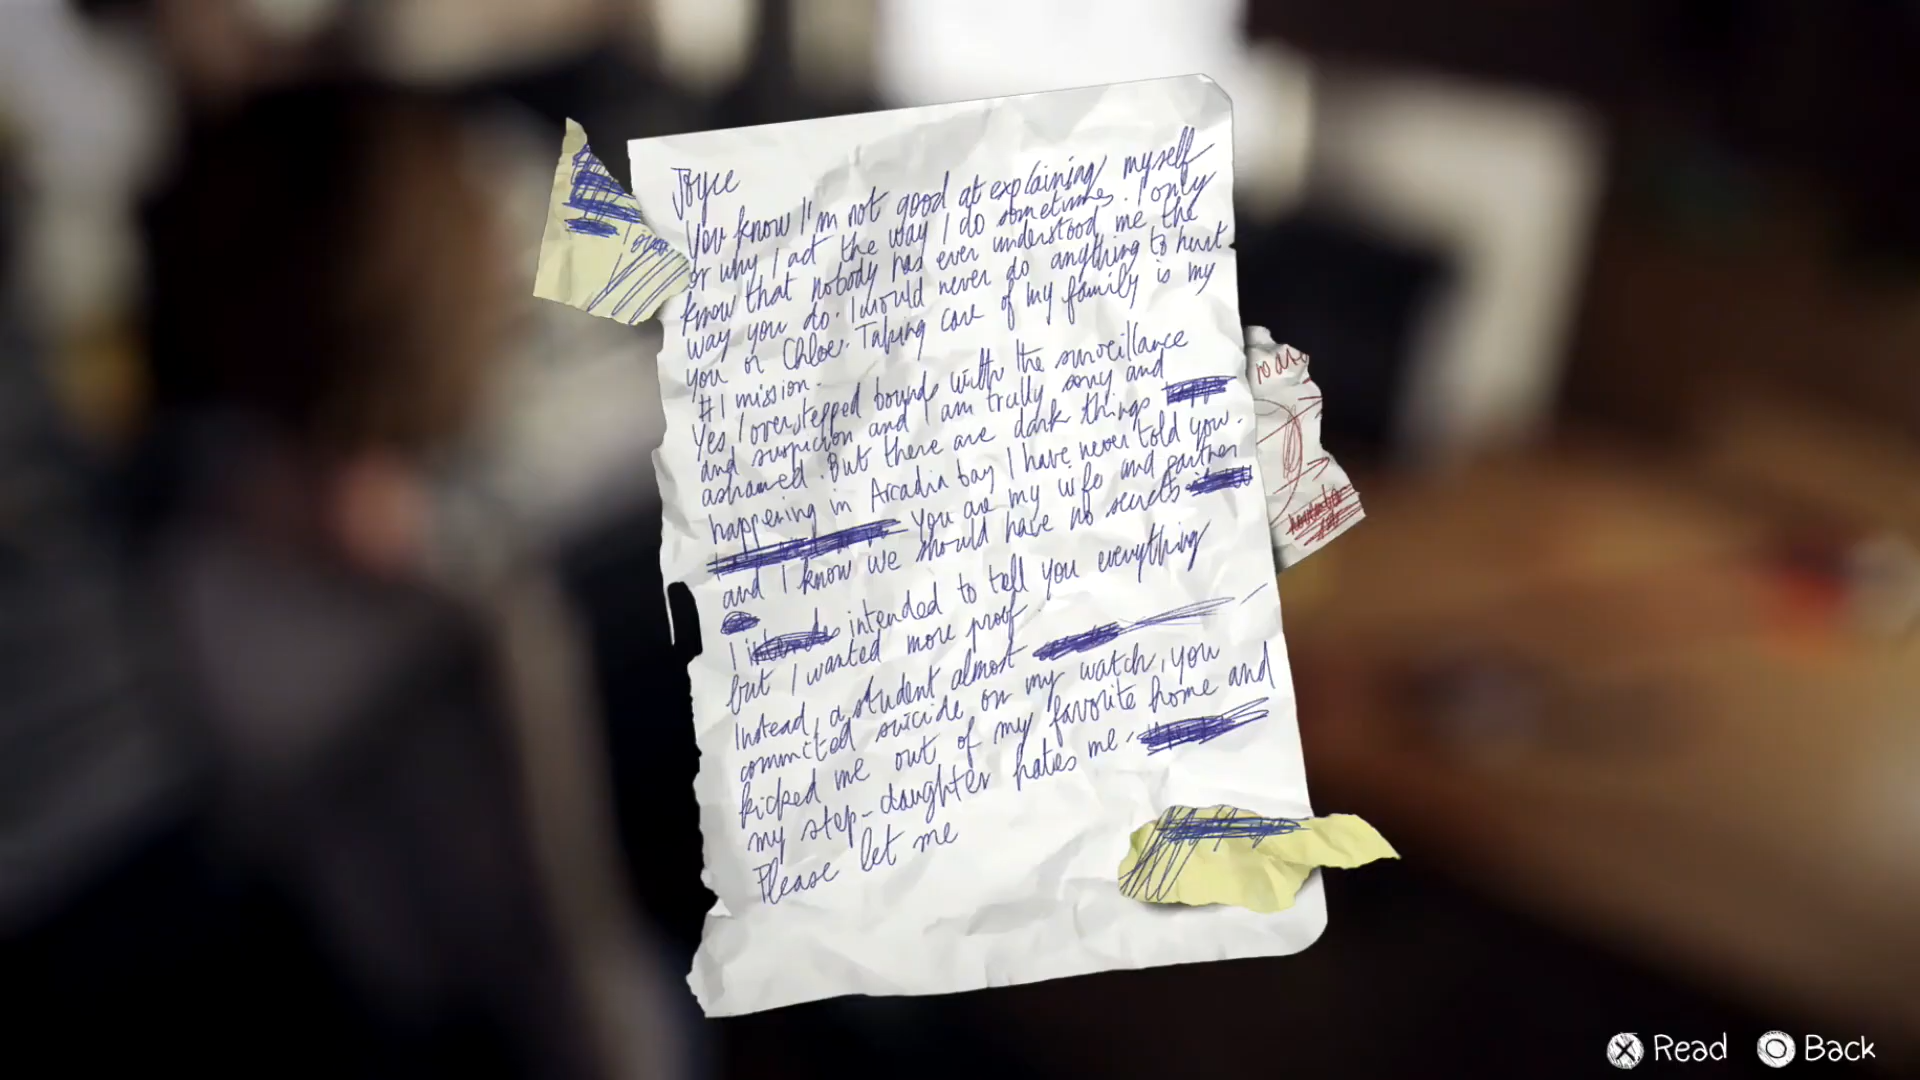 Joyce
You know I'm not good at explaining myself
or why I act the way I do sometimes. I only
know that nobody has ever understood me the
way you do. I would never do anything to hurt
you or Chloe. Taking care of my family is my
#1 mission.
Yes I overstepped bounds with the surveillance
and suspicion and I am trully sorry and
ashamed. But there are dark things
happening in Arcadia bay I have never told you.
You are my wife and partner
and I know we should have no secrets
I intended to tell you everything
but I wanted more proof
Instead, a student almost
committed suicide on my watch, you
kicked me out of my favorite home and
my step-daughter hates me.
Please let me
Read
Back